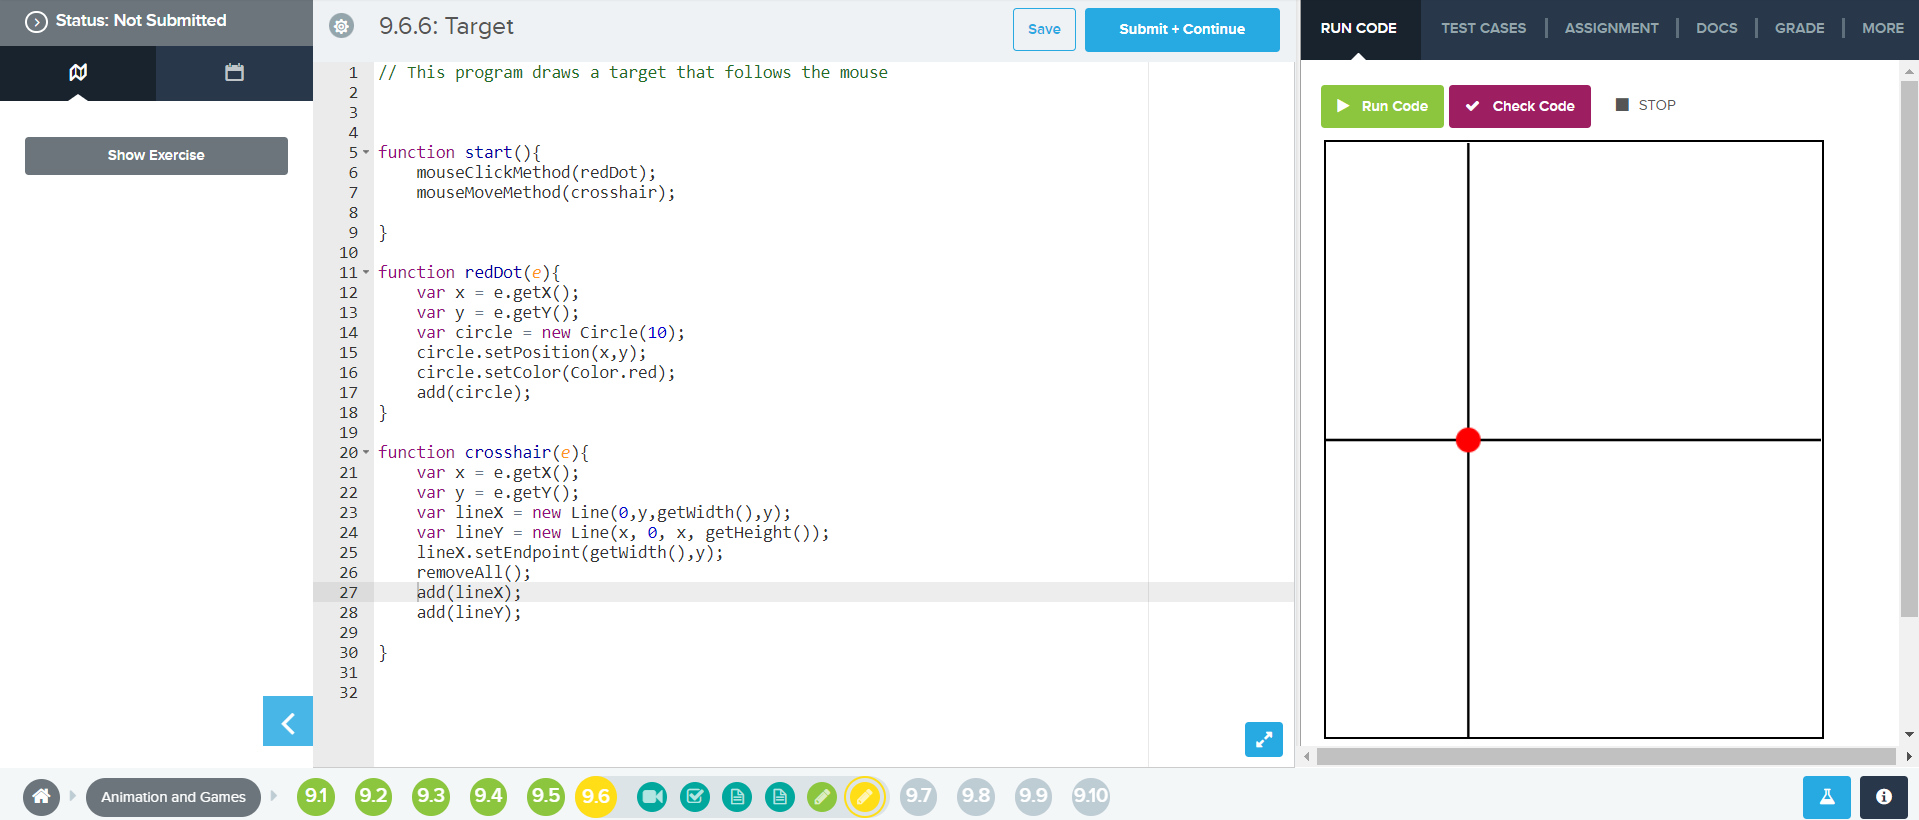 Status: Not Submitted
Show Exercise
9.6.6: Target
Save
Submit + Continue
1 // This program draws a target that follows the mouse
2
3
4
5 function start(){
6     mouseClickMethod(redDot);
7     mouseMoveMethod(crosshair);
8
9 }
10
11 function redDot(e){
12     var x = e.getX();
13     var y = e.getY();
14     var circle = new Circle(10);
15     circle.setPosition(x,y);
16     circle.setColor(Color.red);
17     add(circle);
18 }
19
20 function crosshair(e){
21     var x = e.getX();
22     var y = e.getY();
23     var lineX = new Line(0,y,getWidth(),y);
24     var lineY = new Line(x, 0, x, getHeight());
25     lineX.setEndpoint(getWidth(),y);
26     removeAll();
27     add(lineX);
28     add(lineY);
29
30 }
31
32
RUN CODE TEST CASES ASSIGNMENT DOCS GRADE MORE
Run Code Check Code STOP
Animation and Games 9.1 9.2 9.3 9.4 9.5 9.6 9.7 9.8 9.9 9.10